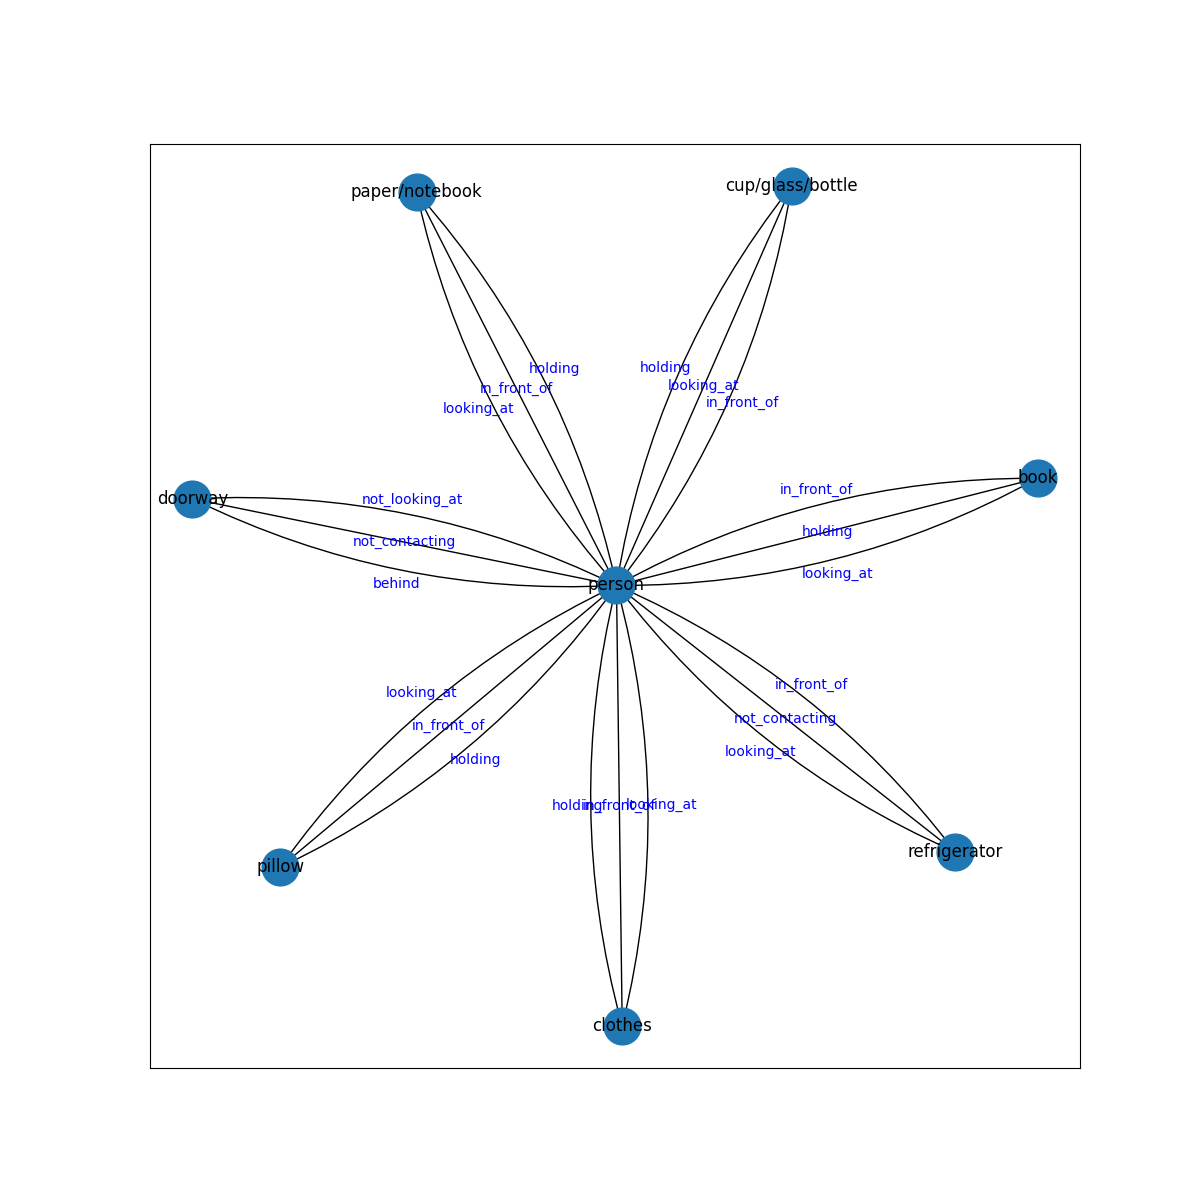 cup/glass/bottle
paper/notebook
holding
holding
looking_at
in_front_of
in_front_of
looking_at
book
in_front_of
doorway
not_looking_at
holding
not_contacting
looking_at
behind
person
in_front_of
looking_at
not_contacting
in_front_of
looking_at
holding
holding
in_front_of
looking_at
refrigerator
pillow
clothes